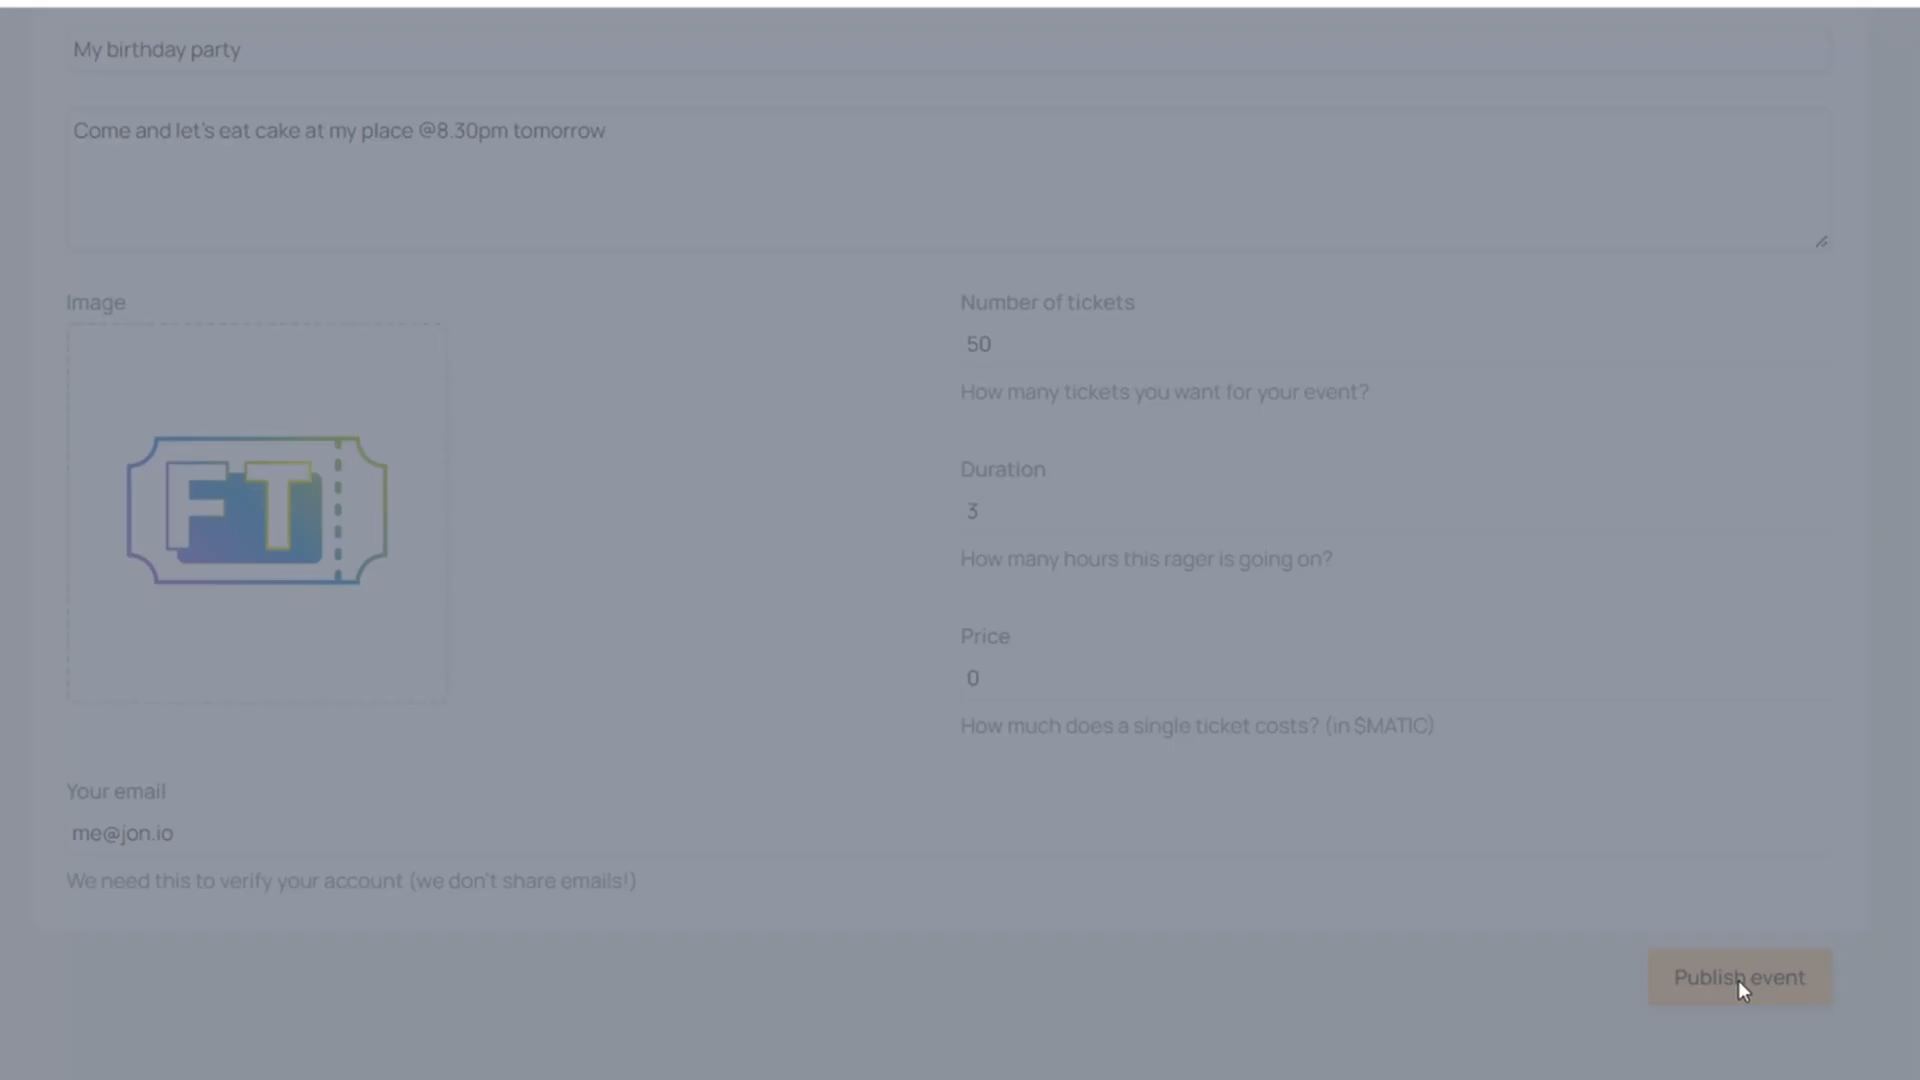 My birthday party
Come and let's eat cake at my place @8.30pm tomorrow
Image
Number of tickets
50
How many tickets you want for your event?
FT
Duration
3
How many hours this rager is going on?
Price
0
How much does a single ticket costs? (in $MATIC)
Your email
me@jon.io
We need this to verify your account (we don't share emails!)
Publish event